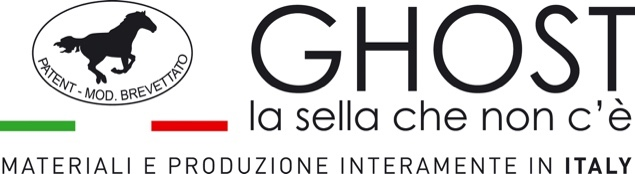 PATENT - MOD. BREVETTATO
GHOST
la sella che non c'è
MATERIALI E PRODUZIONE INTERAMENTE IN ITALY